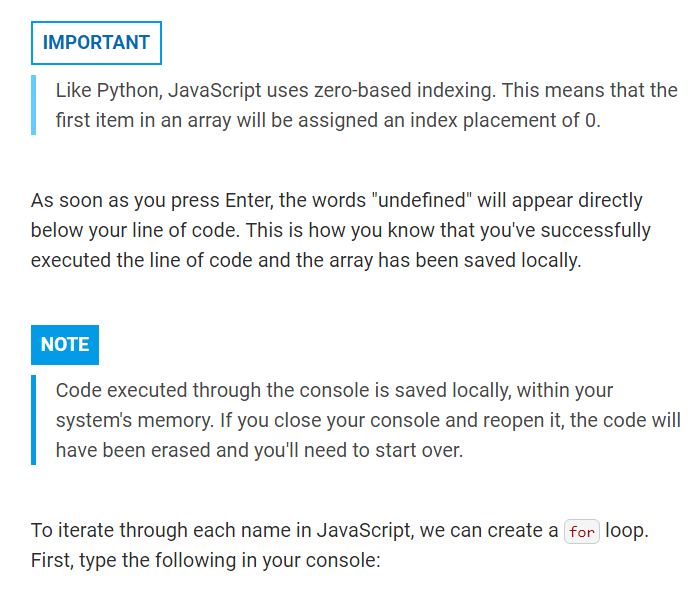 IMPORTANT
Like Python, JavaScript uses zero-based indexing. This means that the
first item in an array will be assigned an index placement of 0.
As soon as you press Enter, the words "undefined" will appear directly
below your line of code. This is how you know that you've successfully
executed the line of code and the array has been saved locally.
NOTE
Code executed through the console is saved locally, within your
system's memory. If you close your console and reopen it, the code will
have been erased and you'll need to start over.
To iterate through each name in JavaScript, we can create a for loop.
First, type the following in your console: